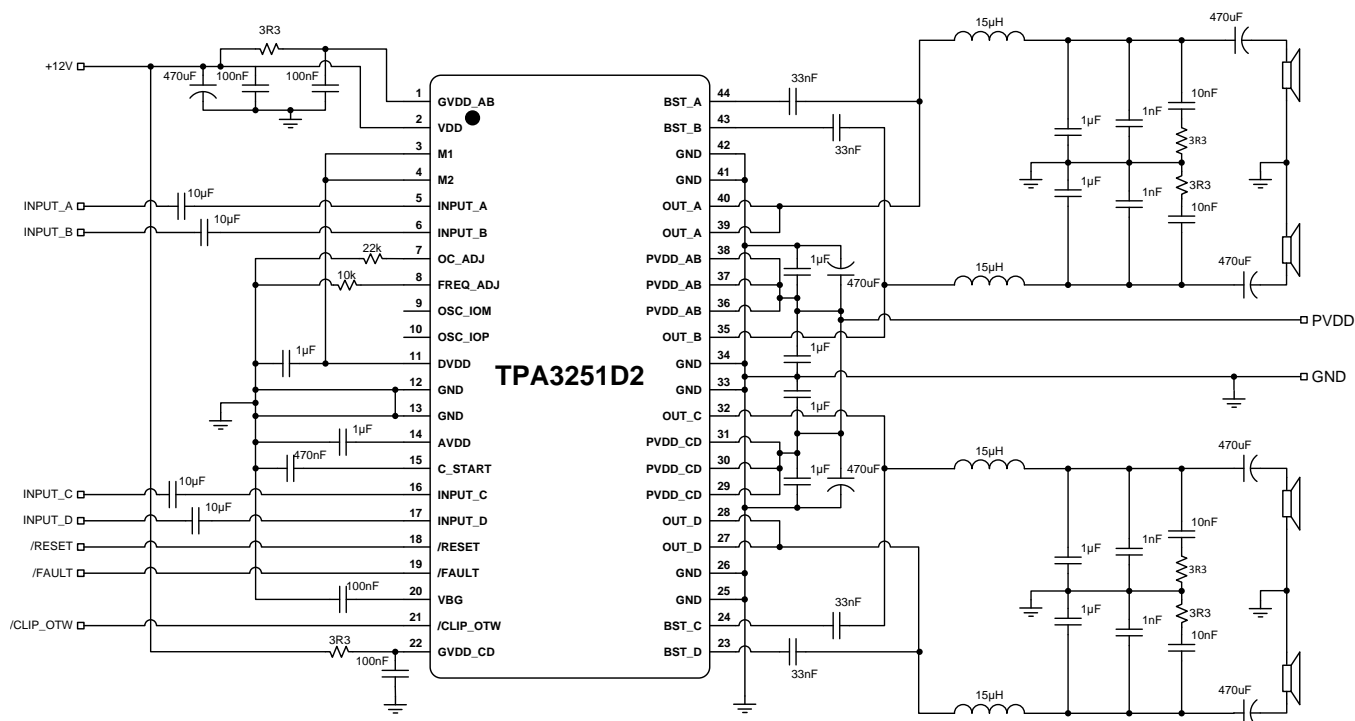 3R3
+12V
470uF
100nF
100nF
1
GVDD_AB
2
VDD
3
M1
4
M2
10µF
INPUT_A
5
INPUT_A
10µF
INPUT_B
6
INPUT_B
22k
7
OC_ADJ
10k
8
FREQ_ADJ
9
OSC_IOM
10
OSC_IOP
1µF
11
DVDD
12
GND
13
GND
1µF
14
AVDD
470nF
15
C_START
10µF
INPUT_C
16
INPUT_C
10µF
INPUT_D
17
INPUT_D
/RESET
18
/RESET
/FAULT
19
/FAULT
100nF
20
VBG
/CLIP_OTW
21
/CLIP_OTW
3R3
22
GVDD_CD
100nF
TPA3251D2
BST_A
44
BST_B
43
GND
42
GND
41
OUT_A
40
OUT_A
39
PVDD_AB
38
PVDD_AB
37
PVDD_AB
36
OUT_B
35
GND
34
GND
33
OUT_C
32
PVDD_CD
31
PVDD_CD
30
PVDD_CD
29
OUT_D
28
OUT_D
27
GND
26
GND
25
BST_C
24
BST_D
23
33nF
33nF
1µF
470uF
1µF
1µF
1µF
470uF
33nF
33nF
15µH
470uF
10nF
1µF
1nF
3R3
1µF
1nF
3R3
10nF
15µH
470uF
PVDD
GND
15µH
470uF
10nF
1µF
1nF
3R3
1µF
1nF
3R3
10nF
15µH
470uF